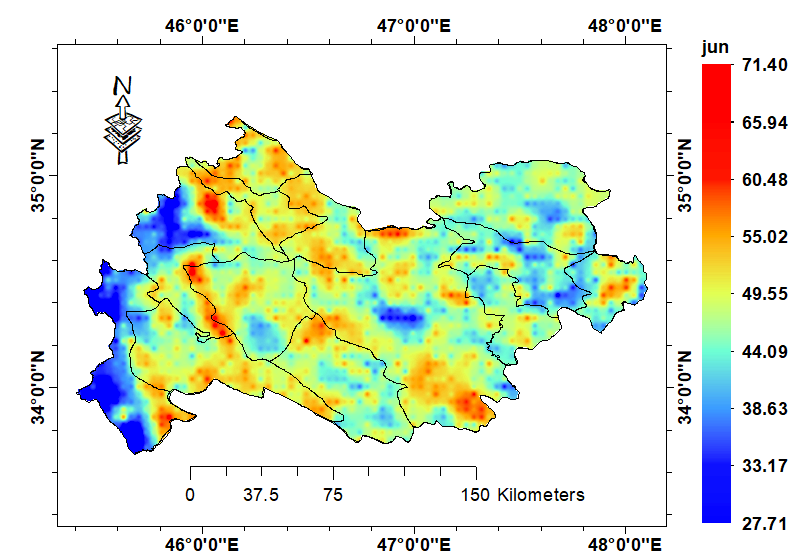 46°0'0"E 47°0'0"E 48°0'0"E
jun
N
71.40
65.94
60.48
55.02
49.55
44.09
38.63
33.17
27.71
35°0'0"N 35°0'0"N
34°0'0"N 34°0'0"N
0 37.5 75 150 Kilometers
46°0'0"E 47°0'0"E 48°0'0"E